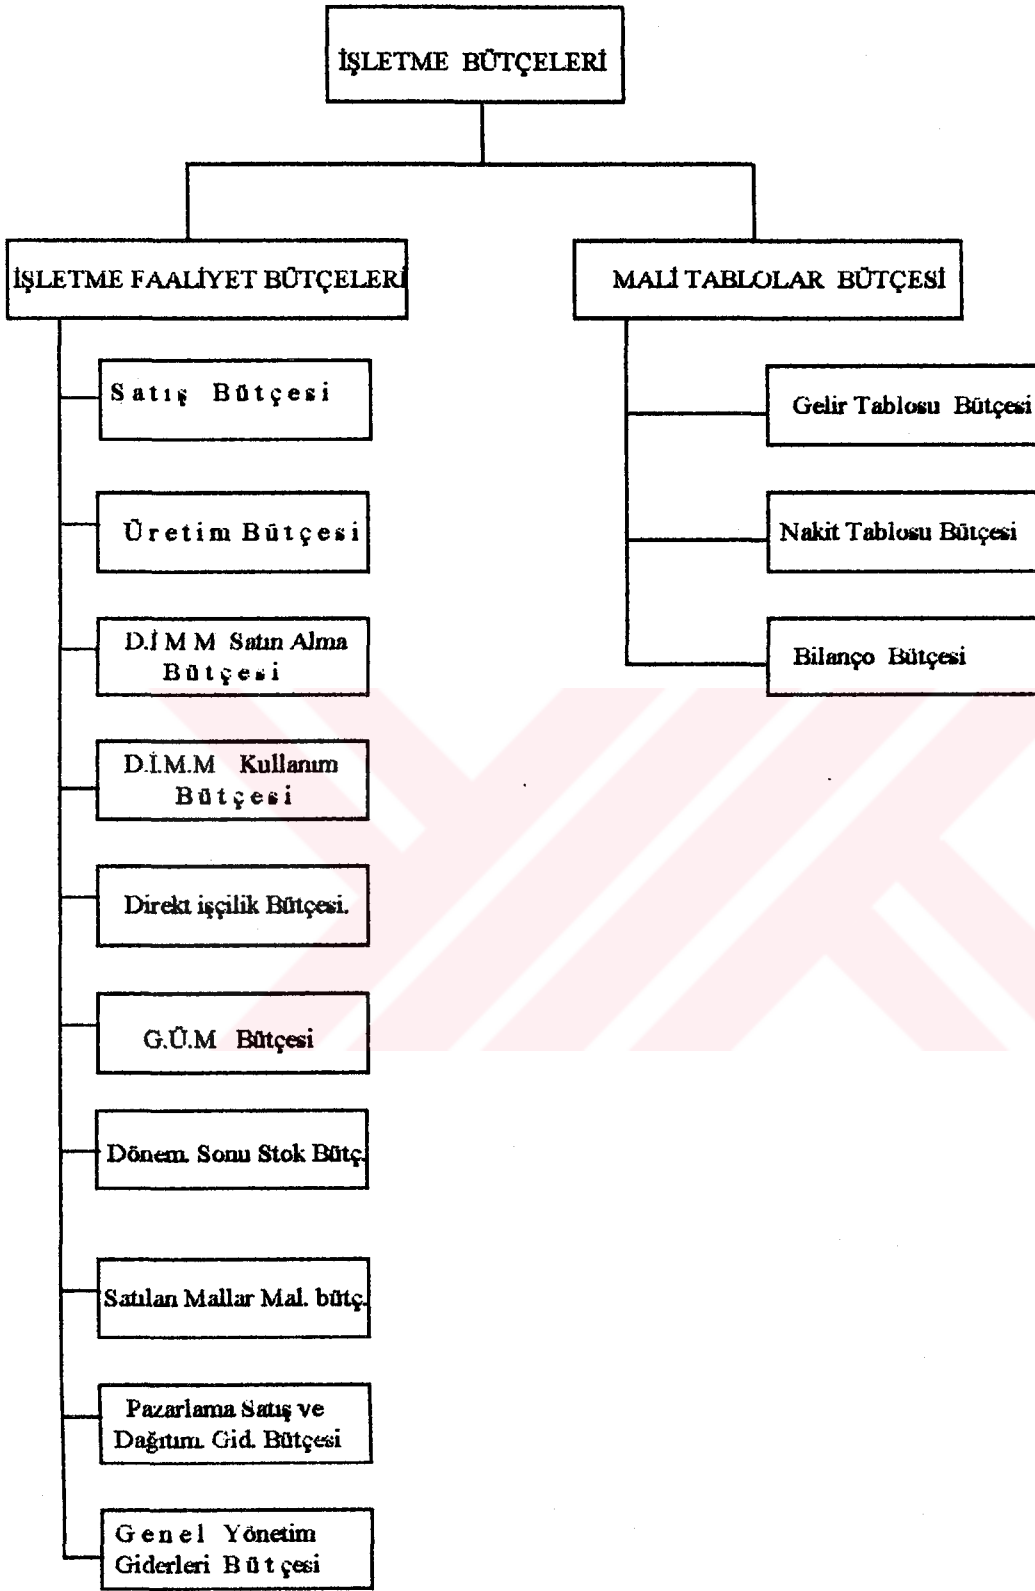 İŞLETME BÜTÇELERİ
İŞLETME FAALİYET BÜTÇELERİ
MALİ TABLOLAR BÜTÇESİ
Satış Bütçesi
Üretim Bütçesi
D.İ M M Satın Alma
Bütçesi
D.İ.M.M Kullanım
Bütçesi
Direkt işçilik Bütçesi.
G.Ü.M Bütçesi
Dönem. Sonu Stok Bütç.
Satılan Mallar Mal. bütç.
Pazarlama Satış ve
Dağıtım. Gid. Bütçesi
Genel Yönetim
Giderleri Bütçesi
Gelir Tablosu Bütçesi
Nakit Tablosu Bütçesi
Bilanço Bütçesi